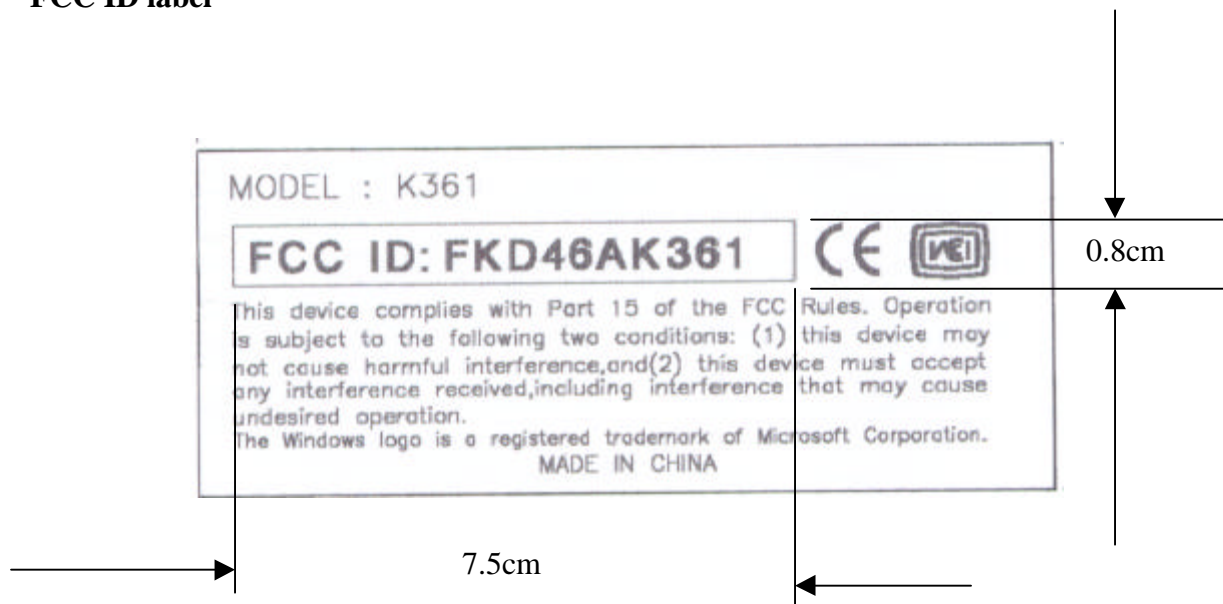 FCC ID label
MODEL : K361
FCC ID: FKD46AK361
CE
0.8cm
This device complies with Part 15 of the FCC Rules. Operation
is subject to the following two conditions: (1) this device may
not cause harmful interference,and(2) this device must accept
any interference received,including interference that may cause
undesired operation.
The Windows logo is a registered trademark of Microsoft Corporation.
MADE IN CHINA
7.5cm